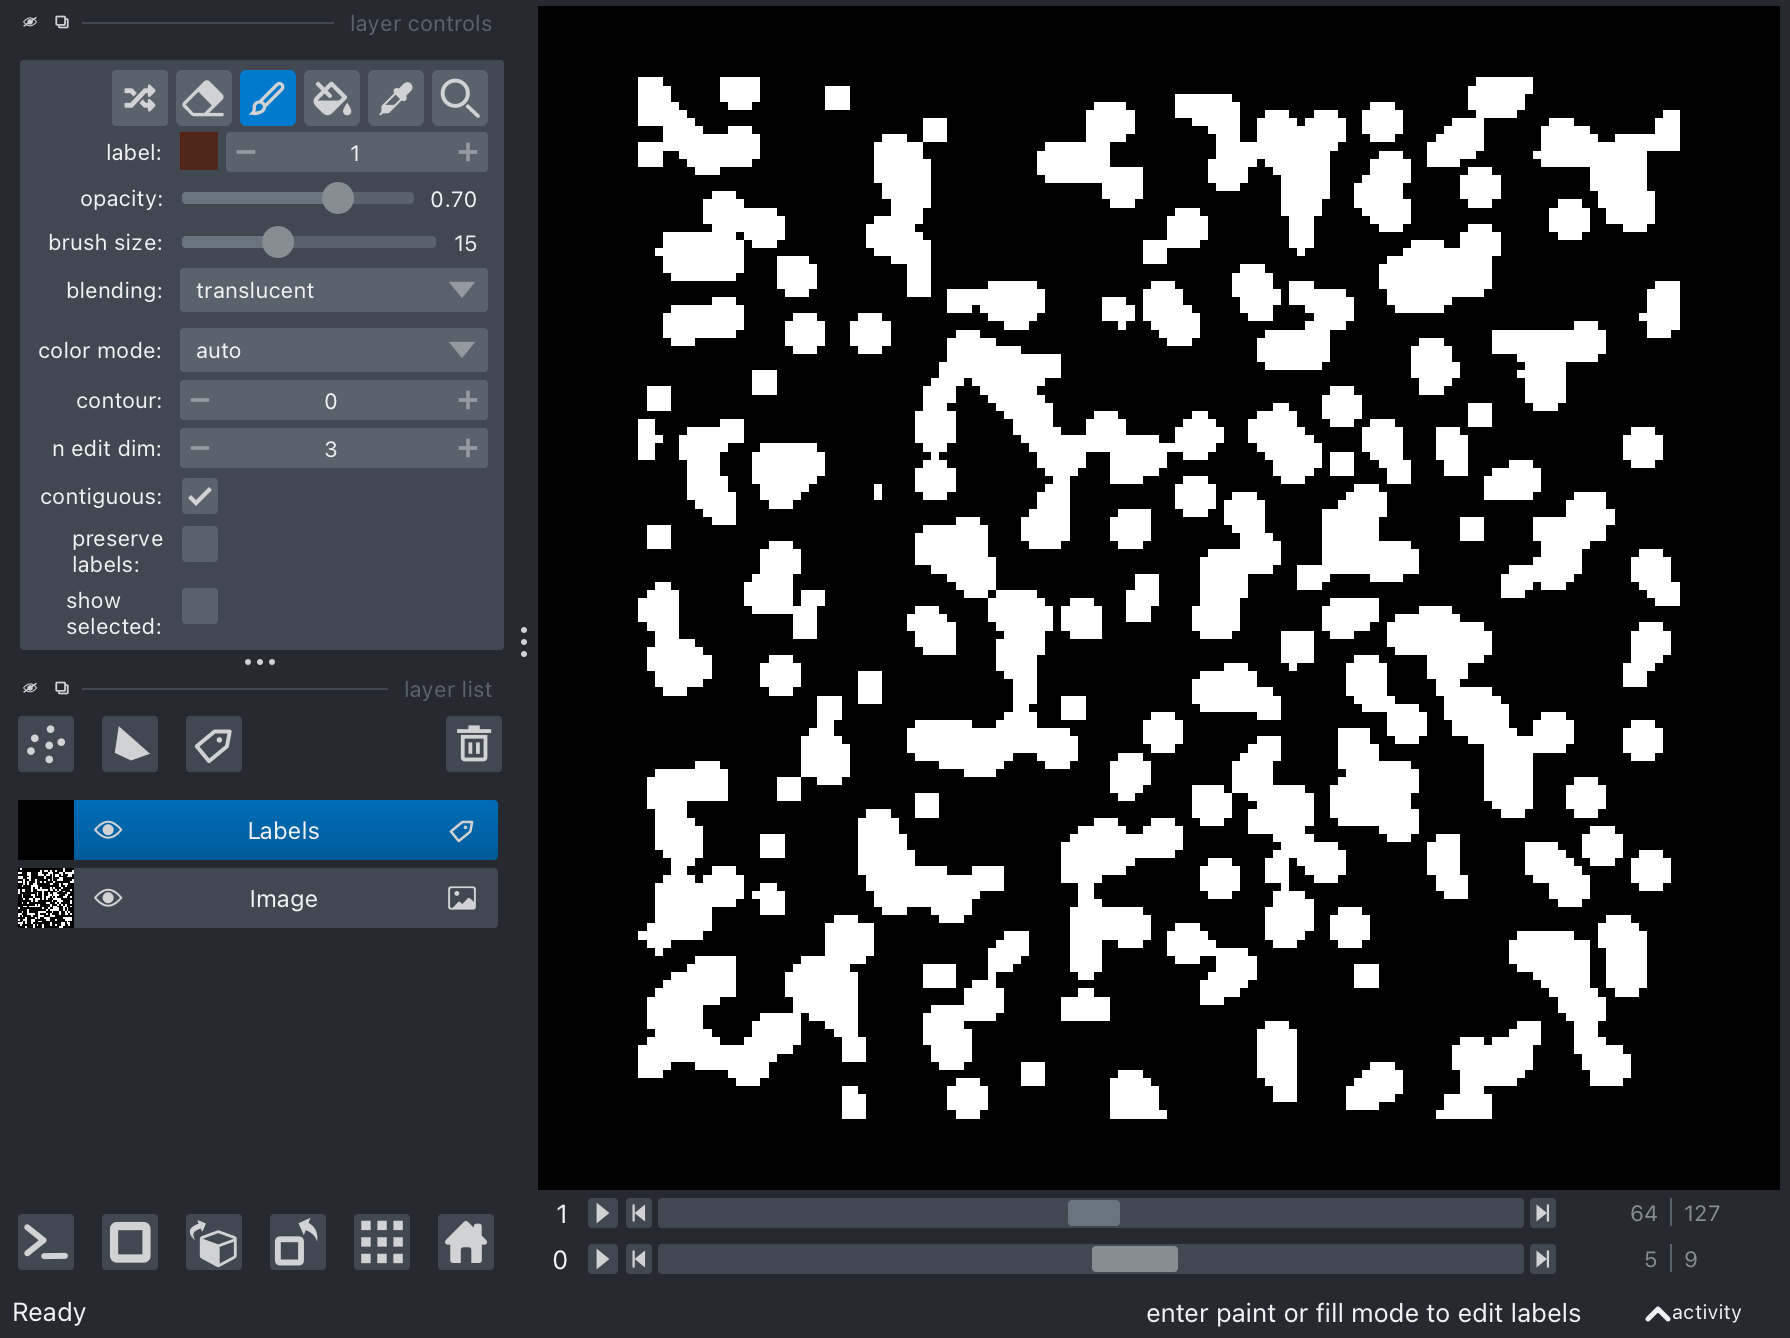 layer controls
label: 1
opacity: 0.70
brush size: 15
blending: translucent
color mode: auto
contour: 0
n edit dim: 3
contiguous:
preserve
labels:
show
selected:
layer list
Labels
Image
1 64 127
0 5 9
Ready enter paint or fill mode to edit labels activity